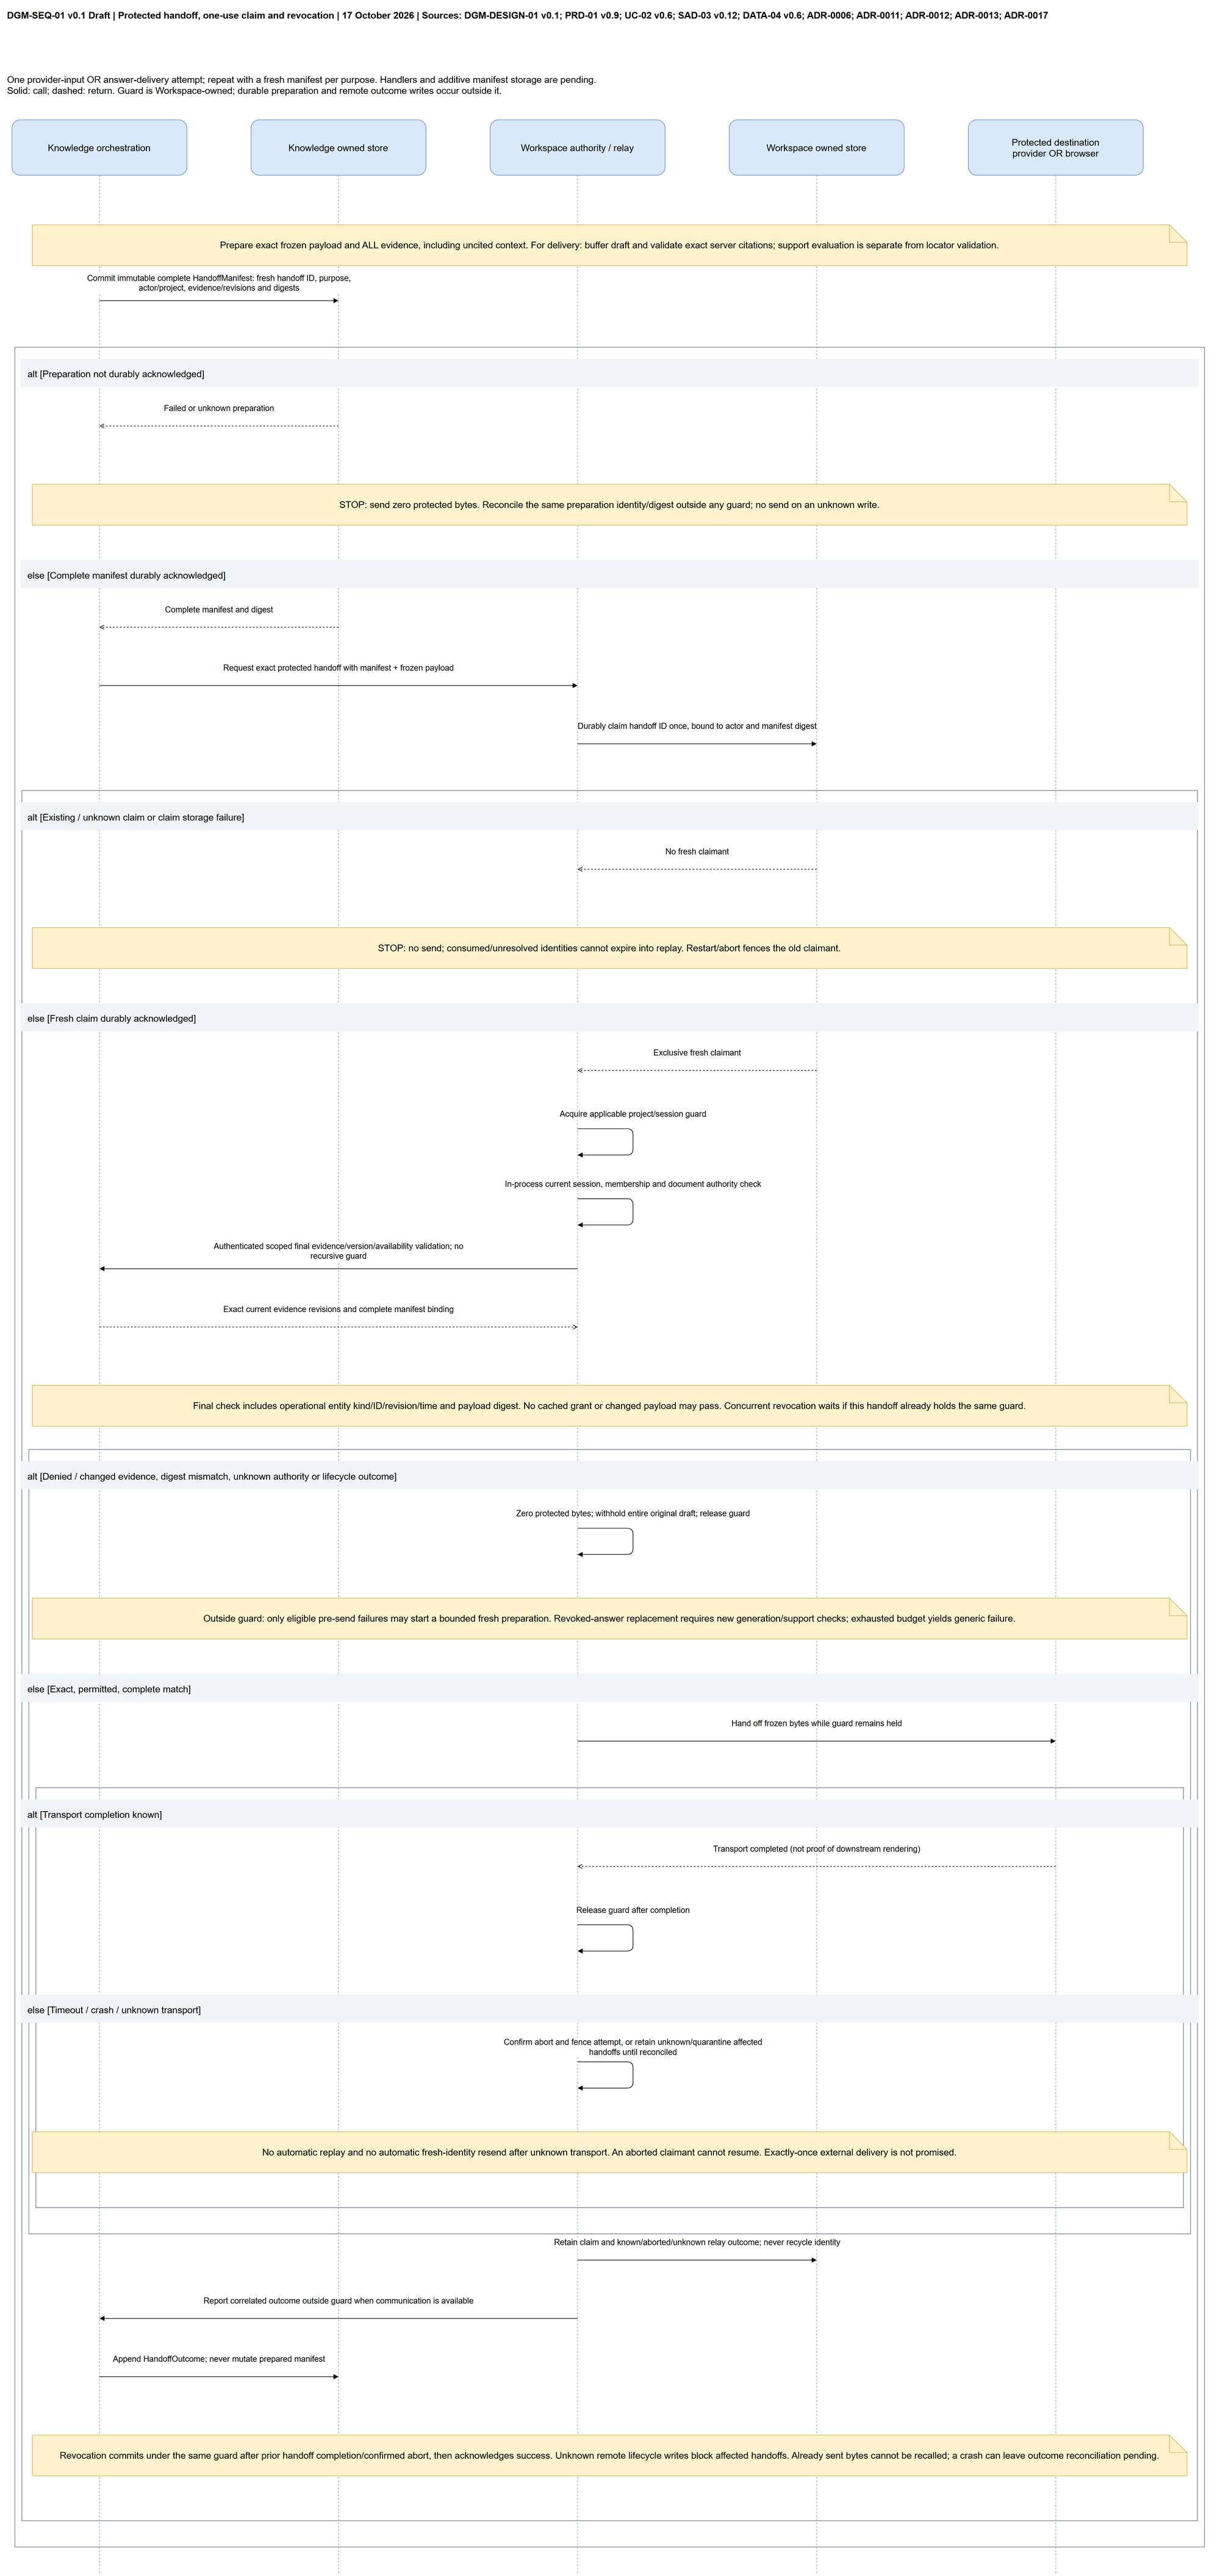 DGM-SEQ-01 v0.1 Draft | Protected handoff, one-use claim and revocation | 17 October 2026 | Sources: DGM-DESIGN-01 v0.1; PRD-01 v0.9; UC-02 v0.6; SAD-03 v0.12; DATA-04 v0.6; ADR-0006; ADR-0011; ADR-0012; ADR-0013; ADR-0017
One provider-input OR answer-delivery attempt; repeat with a fresh manifest per purpose. Handlers and additive manifest storage are pending.
Solid: call; dashed: return. Guard is Workspace-owned; durable preparation and remote outcome writes occur outside it.
Knowledge orchestration
Knowledge owned store
Workspace authority / relay
Workspace owned store
Protected destination
provider OR browser
Prepare exact frozen payload and ALL evidence, including uncited context. For delivery: buffer draft and validate exact server citations; support evaluation is separate from locator validation.
Commit immutable complete HandoffManifest: fresh handoff ID, purpose,
actor/project, evidence/revisions and digests
alt [Preparation not durably acknowledged]
Failed or unknown preparation
STOP: send zero protected bytes. Reconcile the same preparation identity/digest outside any guard; no send on an unknown write.
else [Complete manifest durably acknowledged]
Complete manifest and digest
Request exact protected handoff with manifest + frozen payload
Durably claim handoff ID once, bound to actor and manifest digest
alt [Existing / unknown claim or claim storage failure]
No fresh claimant
STOP: no send; consumed/unresolved identities cannot expire into replay. Restart/abort fences the old claimant.
else [Fresh claim durably acknowledged]
Exclusive fresh claimant
Acquire applicable project/session guard
In-process current session, membership and document authority check
Authenticated scoped final evidence/version/availability validation; no
recursive guard
Exact current evidence revisions and complete manifest binding
Final check includes operational entity kind/ID/revision/time and payload digest. No cached grant or changed payload may pass. Concurrent revocation waits if this handoff already holds the same guard.
alt [Denied / changed evidence, digest mismatch, unknown authority or lifecycle outcome]
Zero protected bytes; withhold entire original draft; release guard
Outside guard: only eligible pre-send failures may start a bounded fresh preparation. Revoked-answer replacement requires new generation/support checks; exhausted budget yields generic failure.
else [Exact, permitted, complete match]
Hand off frozen bytes while guard remains held
alt [Transport completion known]
Transport completed (not proof of downstream rendering)
Release guard after completion
else [Timeout / crash / unknown transport]
Confirm abort and fence attempt, or retain unknown/quarantine affected
handoffs until reconciled
No automatic replay and no automatic fresh-identity resend after unknown transport. An aborted claimant cannot resume. Exactly-once external delivery is not promised.
Retain claim and known/aborted/unknown relay outcome; never recycle identity
Report correlated outcome outside guard when communication is available
Append HandoffOutcome; never mutate prepared manifest
Revocation commits under the same guard after prior handoff completion/confirmed abort, then acknowledges success. Unknown remote lifecycle writes block affected handoffs. Already sent bytes cannot be recalled; a crash can leave outcome reconciliation pending.